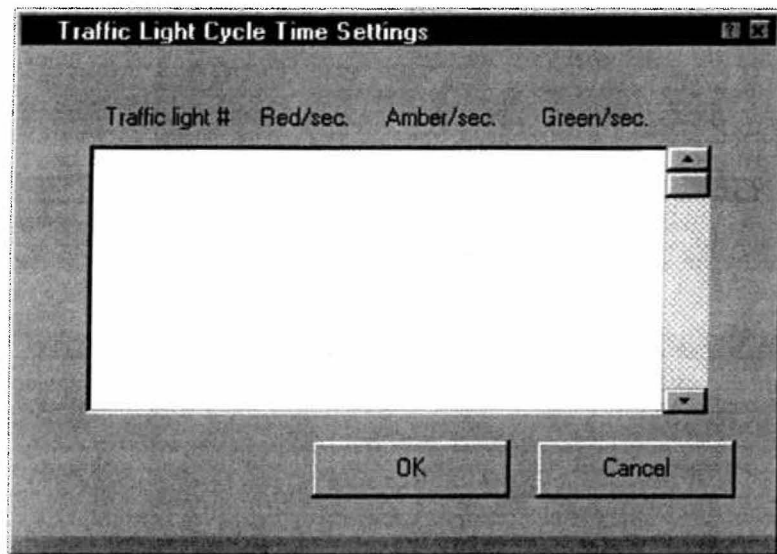 Traffic Light Cycle Time Settings
Traffic light # Red/sec. Amber/sec. Green/sec.
OK Cancel